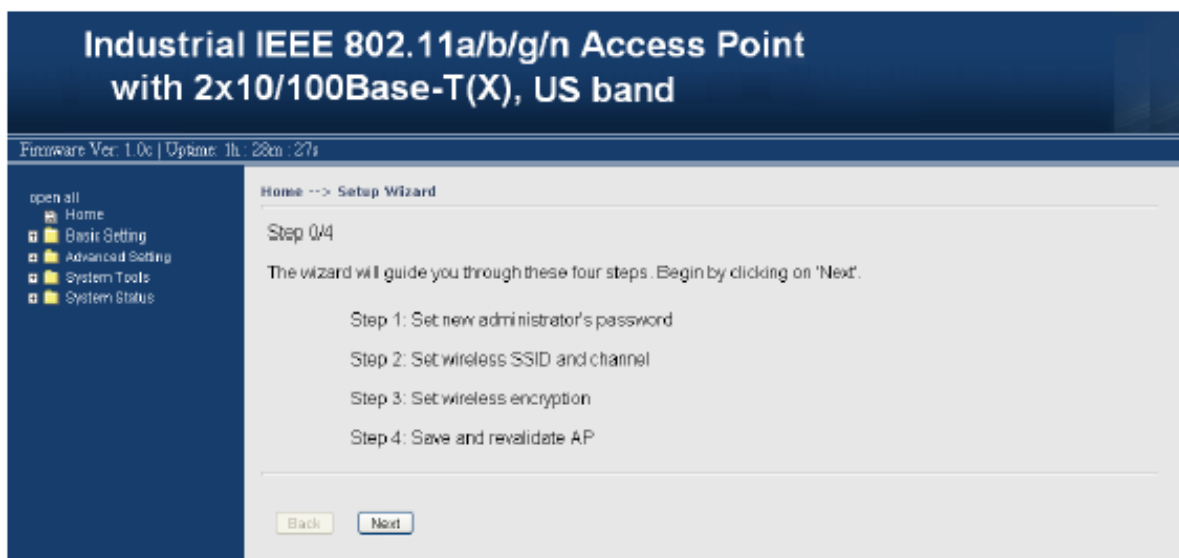 Industrial IEEE 802.11a/b/g/n Access Point
with 2x10/100Base-T(X), US band
Firmware Ver: 1.0c | Uptime: 1h : 28m : 27s
open all
Home
Basic Setting
Advanced Setting
System Tools
System Status
Home --> Setup Wizard
Step 0/4
The wizard will guide you through these four steps. Begin by clicking on 'Next'.
Step 1: Set new administrator's password
Step 2: Set wireless SSID and channel
Step 3: Set wireless encryption
Step 4: Save and revalidate AP
Back
Next